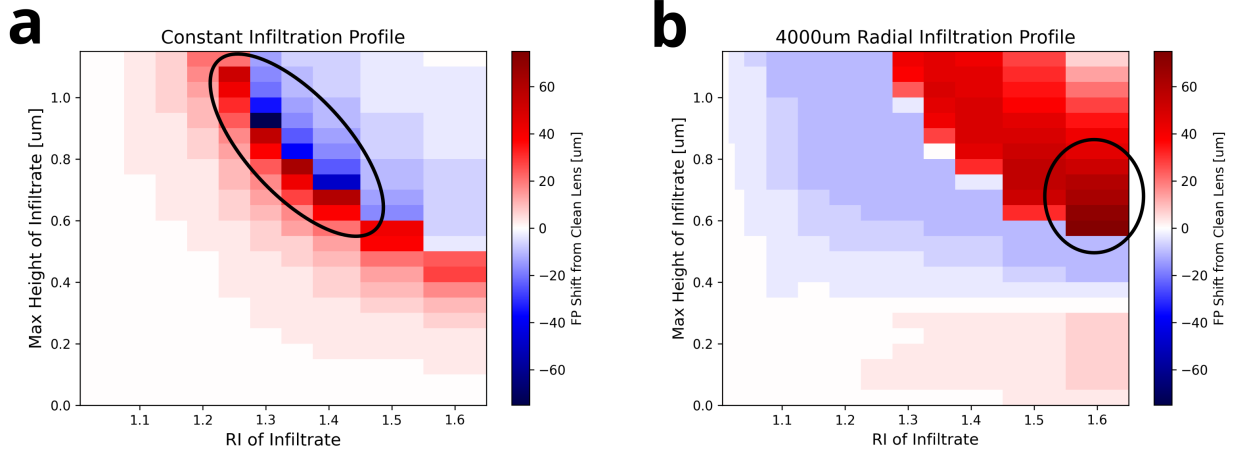 a
Constant Infiltration Profile
Max Height of Infiltrate [um]
1.0
0.8
0.6
0.4
0.2
0.0
1.1 1.2 1.3 1.4 1.5 1.6
RI of Infiltrate
60
40
20
0
−20
−40
−60
FP Shift from Clean Lens [um]
b
4000um Radial Infiltration Profile
Max Height of Infiltrate [um]
1.0
0.8
0.6
0.4
0.2
0.0
1.1 1.2 1.3 1.4 1.5 1.6
RI of Infiltrate
60
40
20
0
−20
−40
−60
FP Shift from Clean Lens [um]